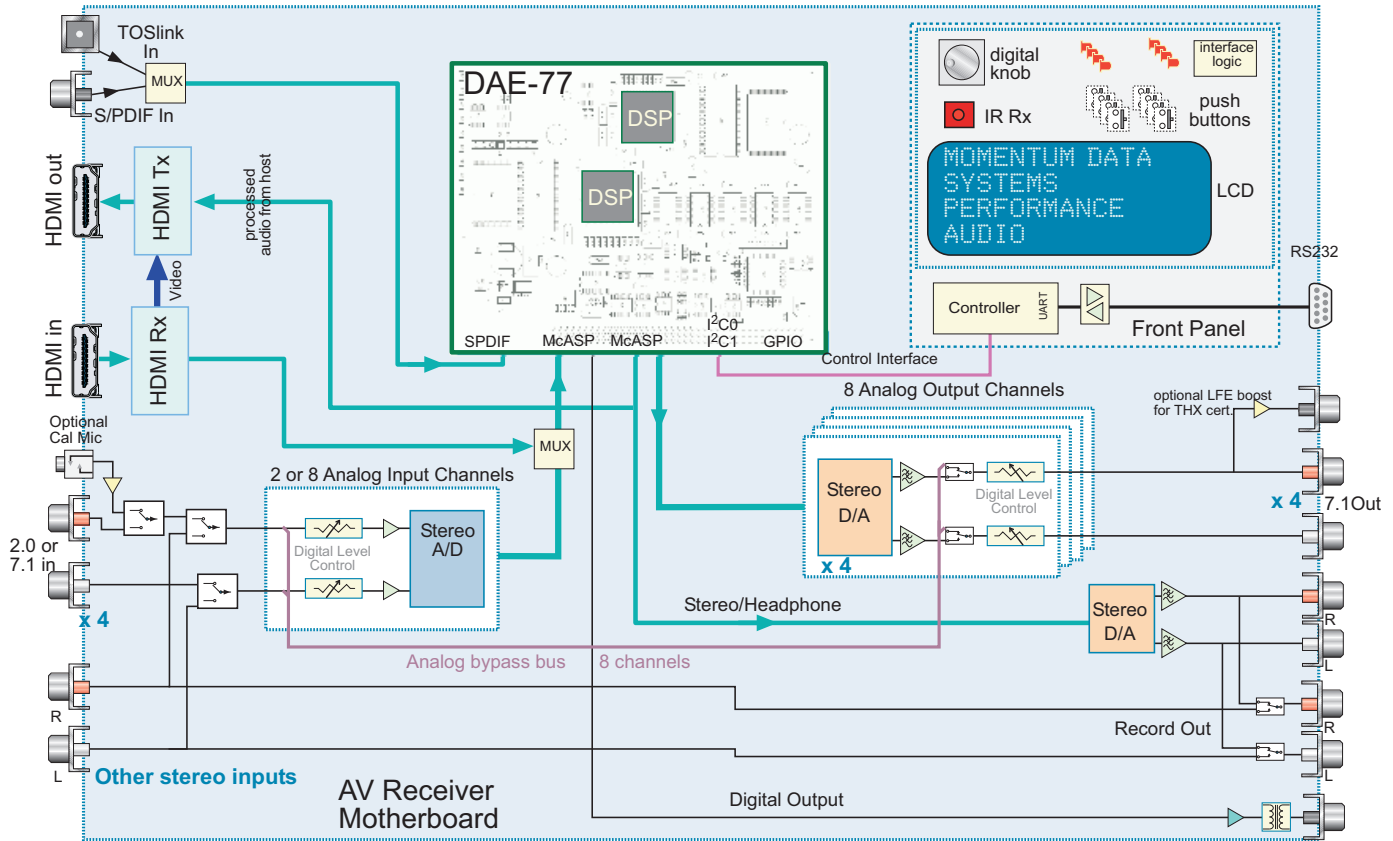 TOSlink
In
MUX
S/PDIF In
HDMI out
HDMI Tx
processed
audio from host
Video
HDMI in
HDMI Rx
DAE-77
DSP
DSP
SPDIF
McASP
McASP
I²C0
I²C1
GPIO
digital
knob
interface
logic
IR Rx
push
buttons
MOMENTUM DATA
SYSTEMS
PERFORMANCE
AUDIO
LCD
RS232
Controller
UART
Front Panel
Control Interface
8 Analog Output Channels
optional LFE boost
for THX cert.
Optional
Cal Mic
MUX
2 or 8 Analog Input Channels
Stereo
A/D
Digital Level
Control
Stereo
D/A
x 4
Digital Level
Control
x 4
7.1Out
2.0 or
7.1 in
x 4
Stereo/Headphone
Stereo
D/A
R
L
Analog bypass bus
8 channels
R
L
Record Out
R
L
Other stereo inputs
AV Receiver
Motherboard
Digital Output